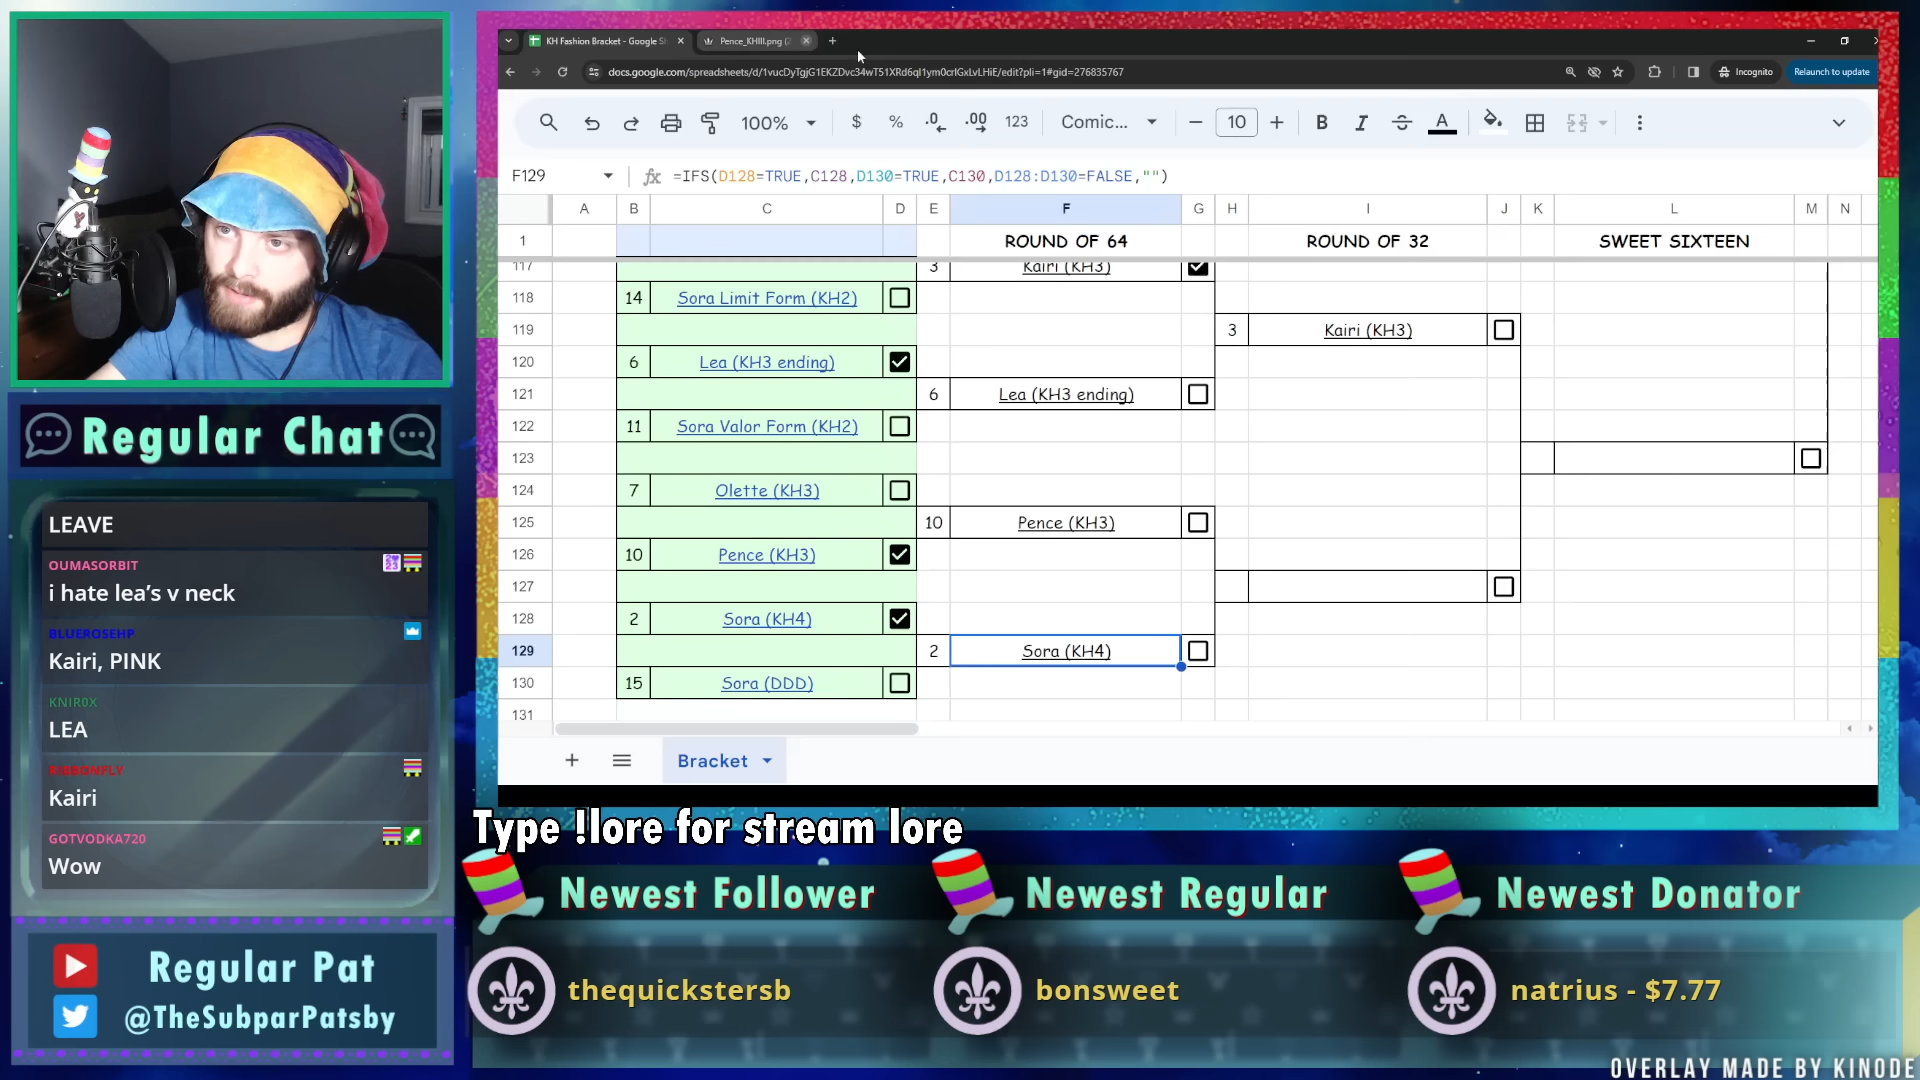 KH Fashion Bracket - Google Sh
Pence_KHIII.png (
docs.google.com/spreadsheets/d/1vucDyTgjG1EKZDvc34wT51XRd6qI1ym0crIGxLvLHiE/edit?pli=1#gid=276835767
Incognito
Relaunch to update
100%
$
%
.0
.00
123
Comic...
10
B
I
A
F129
fx
=IFS(D128=TRUE,C128,D130=TRUE,C130,D128:D130=FALSE,"")
A B C D E F G H I J K L M N
1 ROUND OF 64 ROUND OF 32 SWEET SIXTEEN
117 3 Kairi (KH3)
118 14 Sora Limit Form (KH2)
119 3 Kairi (KH3)
120 6 Lea (KH3 ending)
121 6 Lea (KH3 ending)
122 11 Sora Valor Form (KH2)
123
124 7 Olette (KH3)
125 10 Pence (KH3)
126 10 Pence (KH3)
127
128 2 Sora (KH4)
129 2 Sora (KH4)
130 15 Sora (DDD)
131
Bracket
Regular Chat
LEAVE
OUMASORBIT
i hate lea's v neck
BLUEROSEHP
Kairi, PINK
KNIR0X
LEA
RIBBONFLY
Kairi
GOTVODKA720
Wow
Regular Pat
@TheSubparPatsby
Type !lore for stream lore
Newest Follower
thequickstersb
Newest Regular
bonsweet
Newest Donator
natrius - $7.77
OVERLAY MADE BY KINODE